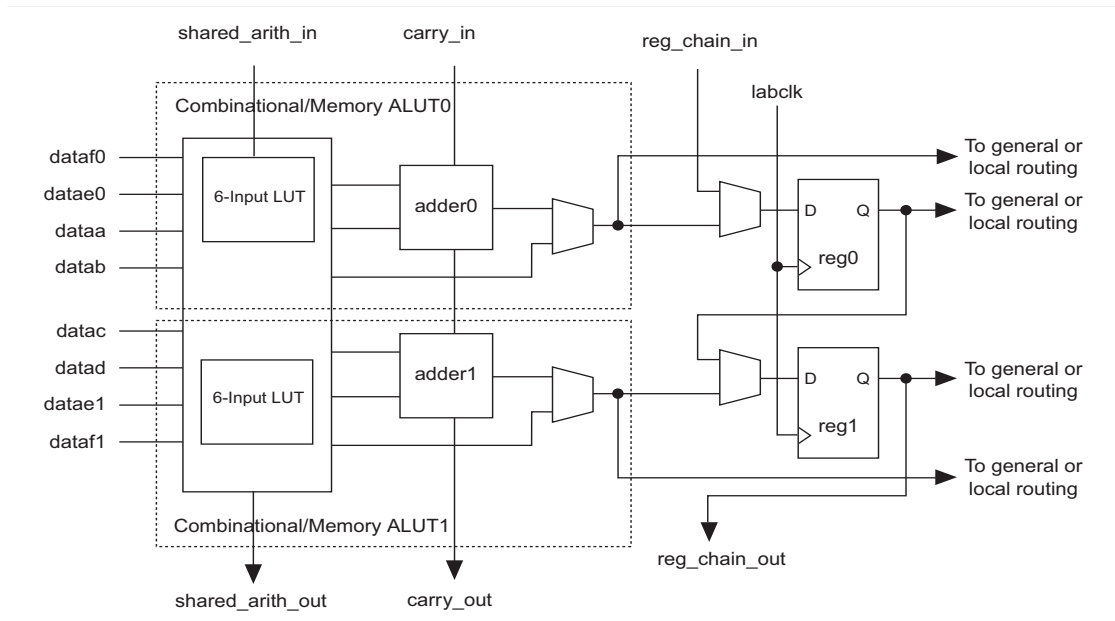 shared_arith_in
carry_in
reg_chain_in
labclk
Combinational/Memory ALUT0
dataf0
datae0
dataa
datab
6-Input LUT
adder0
D
Q
reg0
To general or
local routing
To general or
local routing
datac
datad
datae1
dataf1
6-Input LUT
adder1
D
Q
reg1
To general or
local routing
To general or
local routing
Combinational/Memory ALUT1
reg_chain_out
shared_arith_out
carry_out